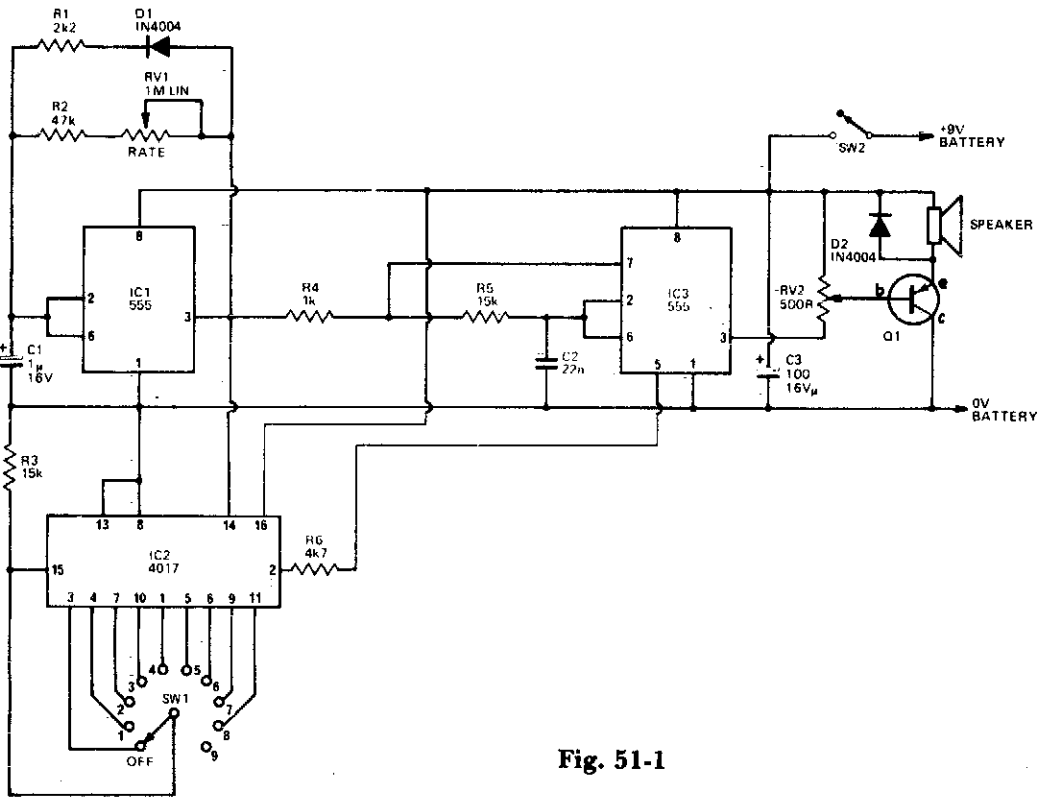 R1
2k2
D1
IN4004
RV1
1M LIN
R2
47k
RATE
+9V
BATTERY
SW2
8
IC1
555
2
6
3
1
R4
1k
R5
15k
C2
22n
8
7
IC3
555
2
6
3
5
1
D2
IN4004
SPEAKER
RV2
500R
b
e
c
Q1
C1
1µ
16V
+
C3
100
16Vµ
+
0V
BATTERY
R3
15k
13
8
14
16
IC2
4017
15
2
R6
4k7
3
4
7
10
1
5
6
9
11
4
5
3
6
2
SW1
7
1
8
OFF
9
Fig. 51-1